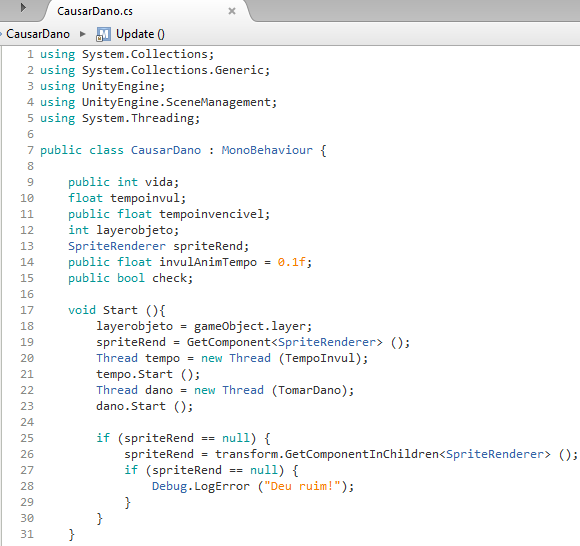 CausarDano.cs ×
CausarDano ▸ M Update ()
1 using System.Collections;
2 using System.Collections.Generic;
3 using UnityEngine;
4 using UnityEngine.SceneManagement;
5 using System.Threading;
6
7 public class CausarDano : MonoBehaviour {
8
9     public int vida;
10     float tempoinvul;
11     public float tempoinvencivel;
12     int layerobjeto;
13     SpriteRenderer spriteRend;
14     public float invulAnimTempo = 0.1f;
15     public bool check;
16
17     void Start (){
18         layerobjeto = gameObject.layer;
19         spriteRend = GetComponent<SpriteRenderer> ();
20         Thread tempo = new Thread (TempoInvul);
21         tempo.Start ();
22         Thread dano = new Thread (TomarDano);
23         dano.Start ();
24
25         if (spriteRend == null) {
26             spriteRend = transform.GetComponentInChildren<SpriteRenderer> ();
27             if (spriteRend == null) {
28                 Debug.LogError ("Deu ruim!");
29             }
30         }
31     }